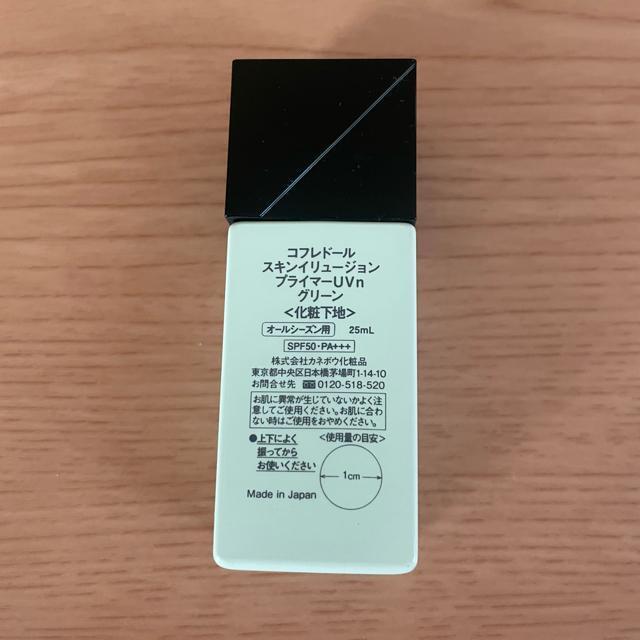 コフレドール
スキンイリュージョン
プライマーUVn
グリーン
<化粧下地>
オールシーズン用 25mL
SPF50・PA+++
株式会社カネボウ化粧品
東京都中央区日本橋茅場町1-14-10
お問合せ先 0120-518-520
お肌に異常が生じていないかよく注
意してご使用ください。お肌に合わ
ない時はご使用をおやめください。
●上下によく
振ってから
お使いください
<使用量の目安>
1cm
Made in Japan